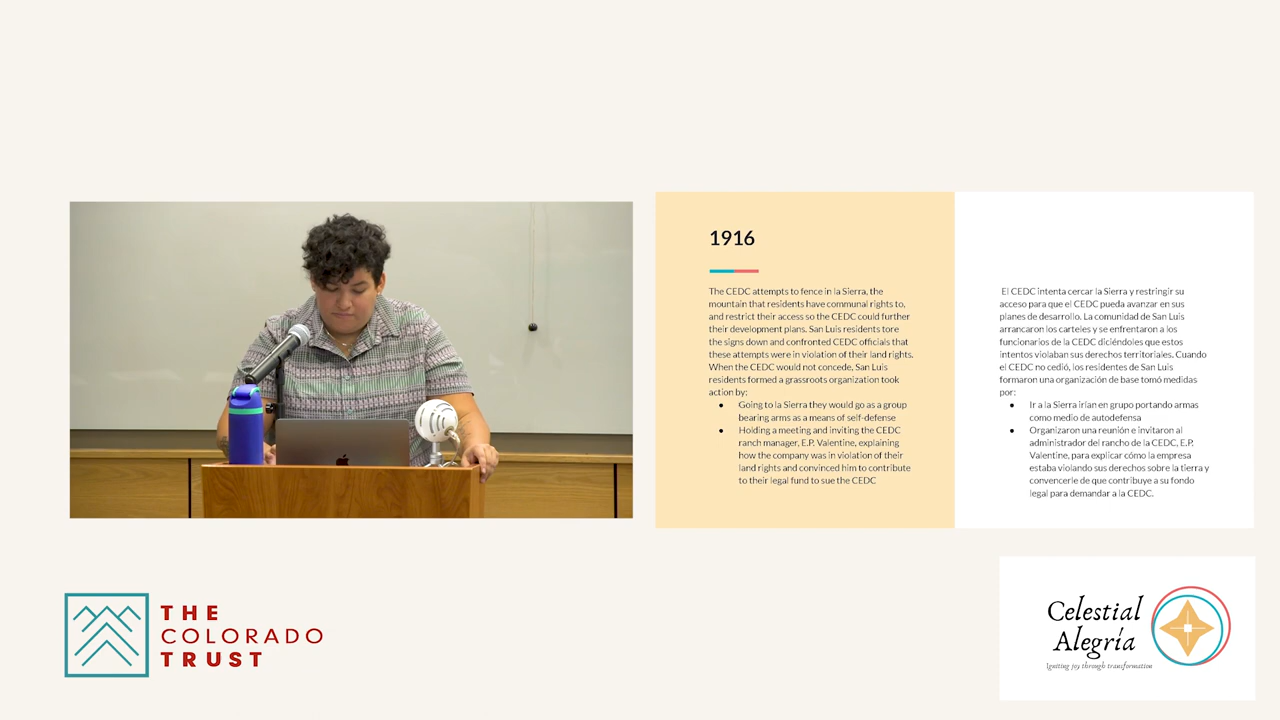 1916
The CEDC attempts to fence in la Sierra, the
mountain that residents have communal rights to,
and restrict their access so the CEDC could further
their development plans. San Luis residents tore
the signs down and confronted CEDC officials that
these attempts were in violation of their land rights.
When the CEDC would not concede, San Luis
residents formed a grassroots organization took
action by:
● Going to la Sierra they would go as a group
bearing arms as a means of self-defense
● Holding a meeting and inviting the CEDC
ranch manager, E.P. Valentine, explaining
how the company was in violation of their
land rights and convinced him to contribute
to their legal fund to sue the CEDC
El CEDC intenta cercar la Sierra y restringir su
acceso para que el CEDC pueda avanzar en sus
planes de desarrollo. La comunidad de San Luis
arrancaron los carteles y se enfrentaron a los
funcionarios de la CEDC diciéndoles que estos
intentos violaban sus derechos territoriales. Cuando
el CEDC no cedió, los residentes de San Luis
formaron una organización de base tomó medidas
por:
● Ir a la Sierra irían en grupo portando armas
como medio de autodefensa
● Organizaron una reunión e invitaron al
administrador del rancho de la CEDC, E.P.
Valentine, para explicar cómo la empresa
estaba violando sus derechos sobre la tierra y
convencerle de que contribuye a su fondo
legal para demandar a la CEDC.
THE
COLORADO
TRUST
Celestial
Alegría
Igniting joy through transformation